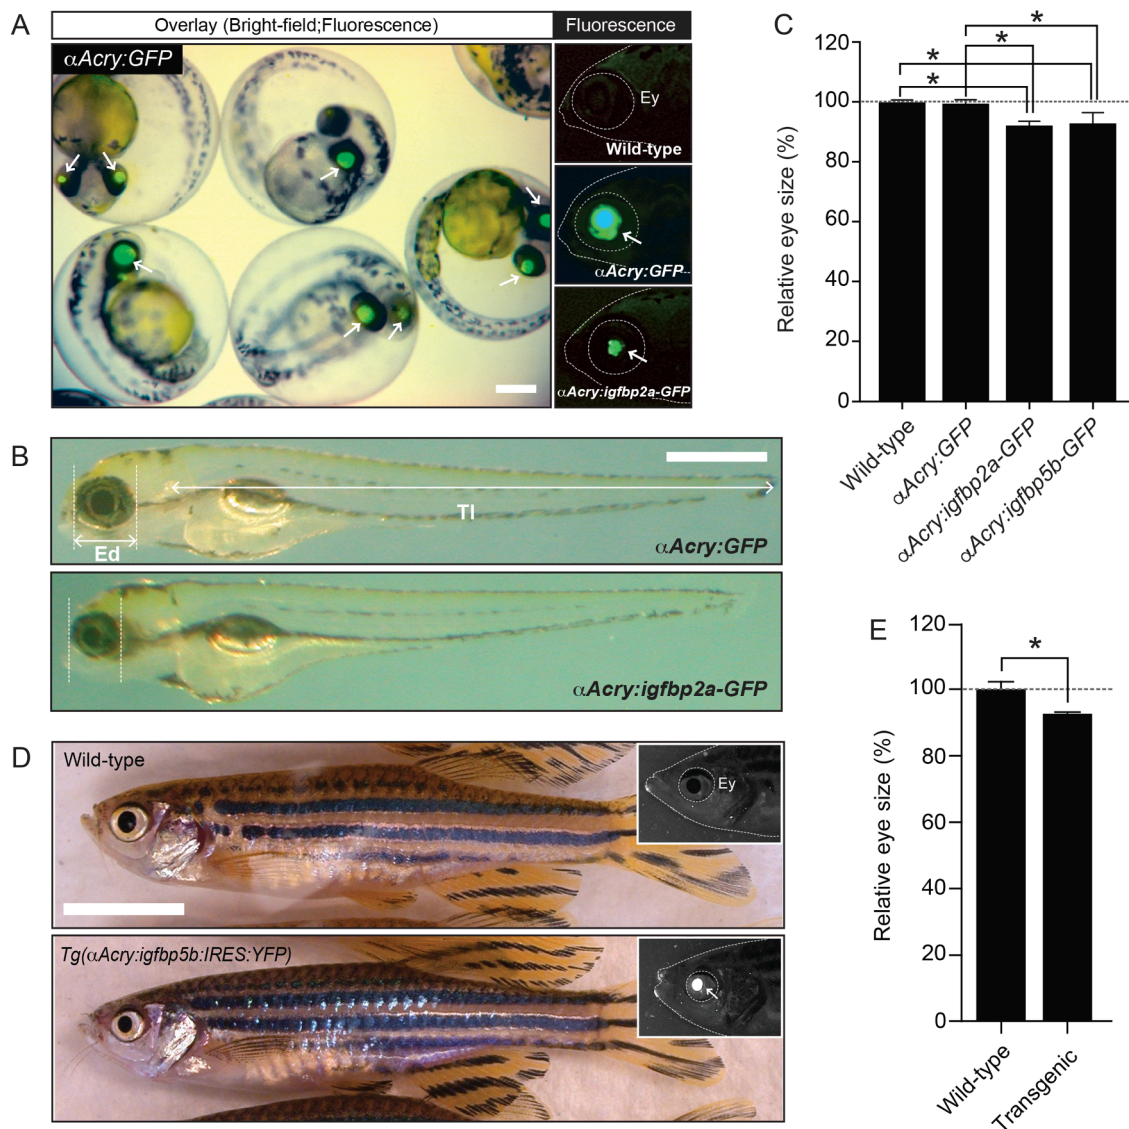 A
Overlay (Bright-field;Fluorescence)
Fluorescence
αAcry:GFP
Ey
Wild-type
αAcry:GFP
αAcry:igfbp2a-GFP
B
Tl
Ed
αAcry:GFP
αAcry:igfbp2a-GFP
C
Relative eye size (%)
120
100
80
60
40
20
0
*
*
*
*
Wild-type
αAcry:GFP
αAcry:igfbp2a-GFP
αAcry:igfbp5b-GFP
D
Wild-type
Ey
Tg(αAcry:igfbp5b:IRES:YFP)
E
Relative eye size (%)
120
100
80
60
40
20
0
*
Wild-type
Transgenic